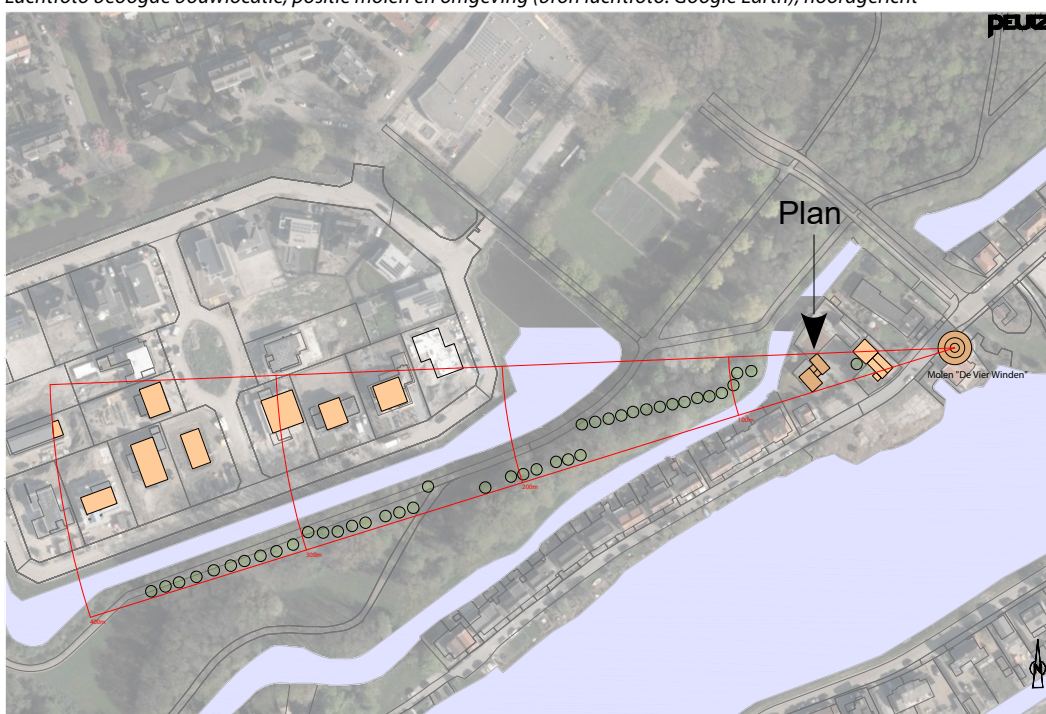 Luchtfoto beoogde bouwlocatie, positie molen en omgeving (bron luchtfoto: Google Earth), noordgericht
peutz
Plan
Molen "De Vier Winden"
100m
200m
300m
400m
N